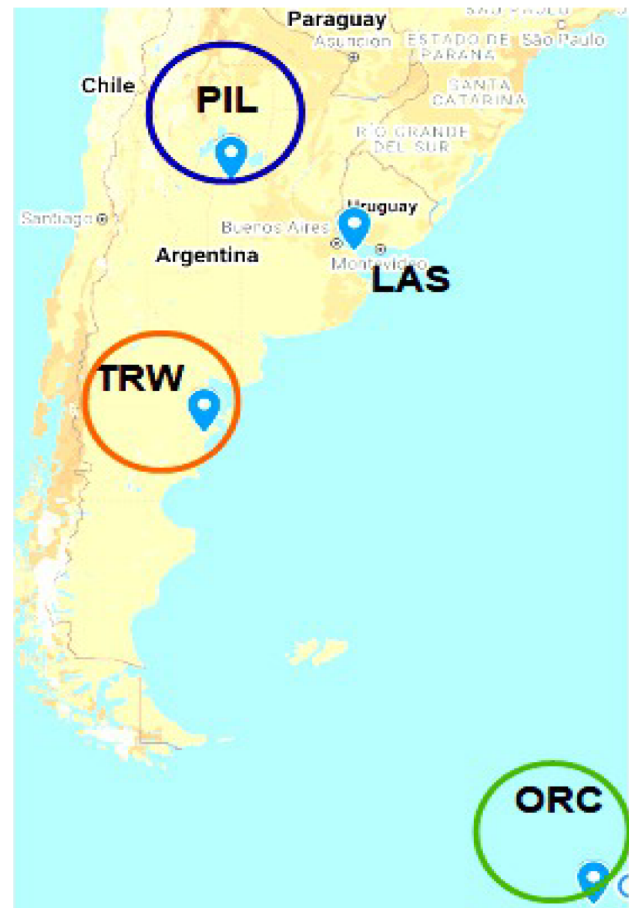 Paraguay
Asuncion
ESTADO DE PARANA
São Paulo
Chile
PIL
SANTA CATARINA
RÍO GRANDE DEL SUR
Uruguay
Santiago
Buenos Aires
Argentina
Montevideo
LAS
TRW
ORC